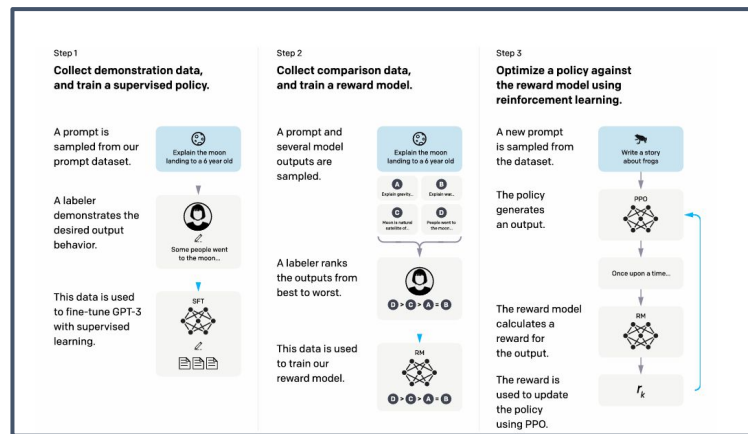 Step 1
Collect demonstration data,
and train a supervised policy.
A prompt is
sampled from our
prompt dataset.
Explain the moon
landing to a 6 year old
A labeler
demonstrates the
desired output
behavior.
Some people went
to the moon...
This data is used
to fine-tune GPT-3
with supervised
learning.
SFT
Step 2
Collect comparison data,
and train a reward model.
A prompt and
several model
outputs are
sampled.
Explain the moon
landing to a 6 year old
A
Explain gravity...
B
Explain war...
C
Moon is natural
satellite of...
D
People went to
the moon...
A labeler ranks
the outputs from
best to worst.
D > C > A = B
This data is used
to train our
reward model.
RM
D > C > A = B
Step 3
Optimize a policy against
the reward model using
reinforcement learning.
A new prompt
is sampled from
the dataset.
Write a story
about frogs
The policy
generates
an output.
PPO
Once upon a time...
The reward model
calculates a
reward for
the output.
RM
The reward is
used to update
the policy
using PPO.
rk